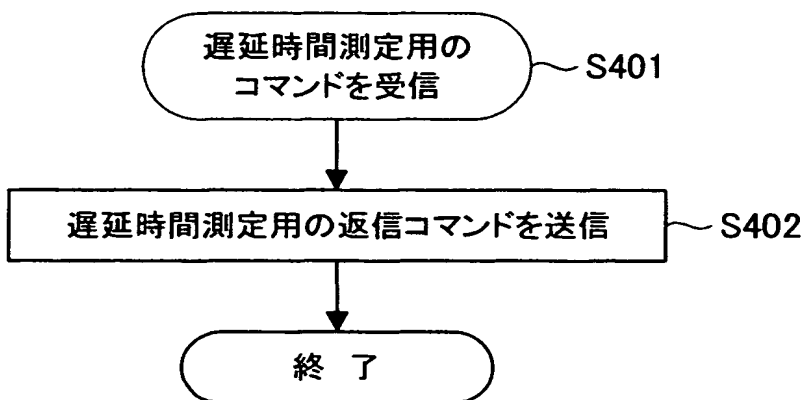 遅延時間測定用の
コマンドを受信
S401
遅延時間測定用の返信コマンドを送信
S402
終 了